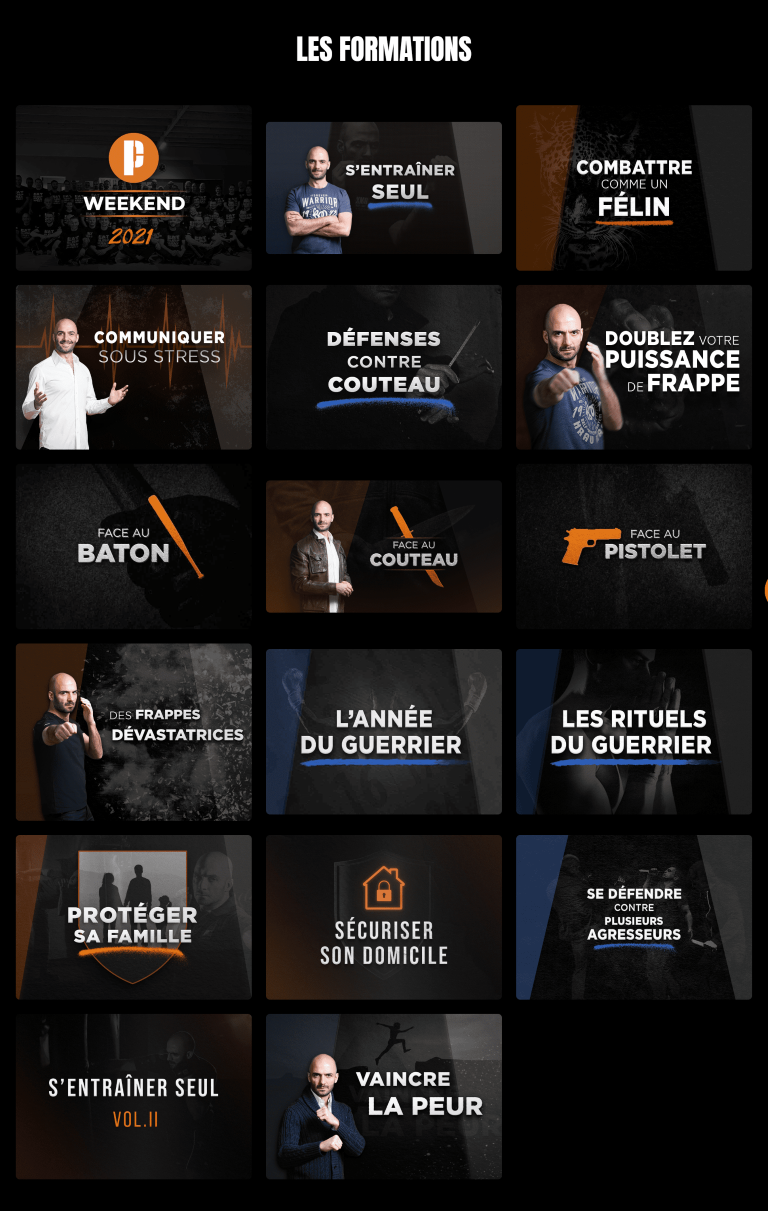 LES FORMATIONS
WEEKEND
2021
S'ENTRAÎNER
SEUL
COMBATTRE
COMME UN
FÉLIN
COMMUNIQUER
SOUS STRESS
DÉFENSES
CONTRE
COUTEAU
DOUBLEZ VOTRE
PUISSANCE
DE FRAPPE
FACE AU
BATON
FACE AU
COUTEAU
FACE AU
PISTOLET
DES FRAPPES
DÉVASTATRICES
L'ANNÉE
DU GUERRIER
LES RITUELS
DU GUERRIER
PROTÉGER
SA FAMILLE
SÉCURISER
SON DOMICILE
SE DÉFENDRE
CONTRE
PLUSIEURS
AGRESSEURS
S'ENTRAÎNER SEUL
VOL.II
VAINCRE
LA PEUR